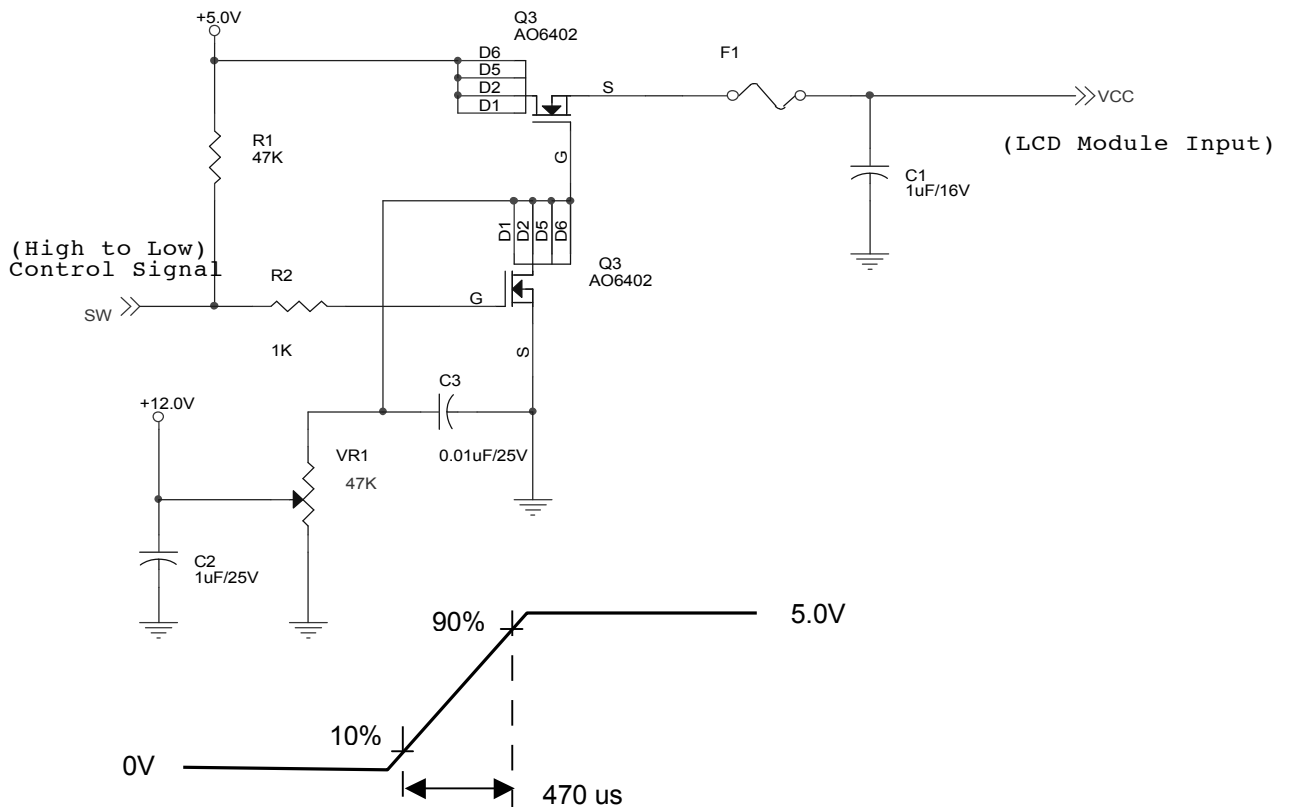 +5.0V
Q3
AO6402
D6
D5
D2
D1
S
F1
VCC
(LCD Module Input)
R1
47K
G
C1
1uF/16V
D1
D2
D5
D6
(High to Low)
Control Signal
SW
R2
1K
G
Q3
AO6402
S
C3
0.01uF/25V
+12.0V
VR1
47K
C2
1uF/25V
90%
5.0V
10%
0V
470 us